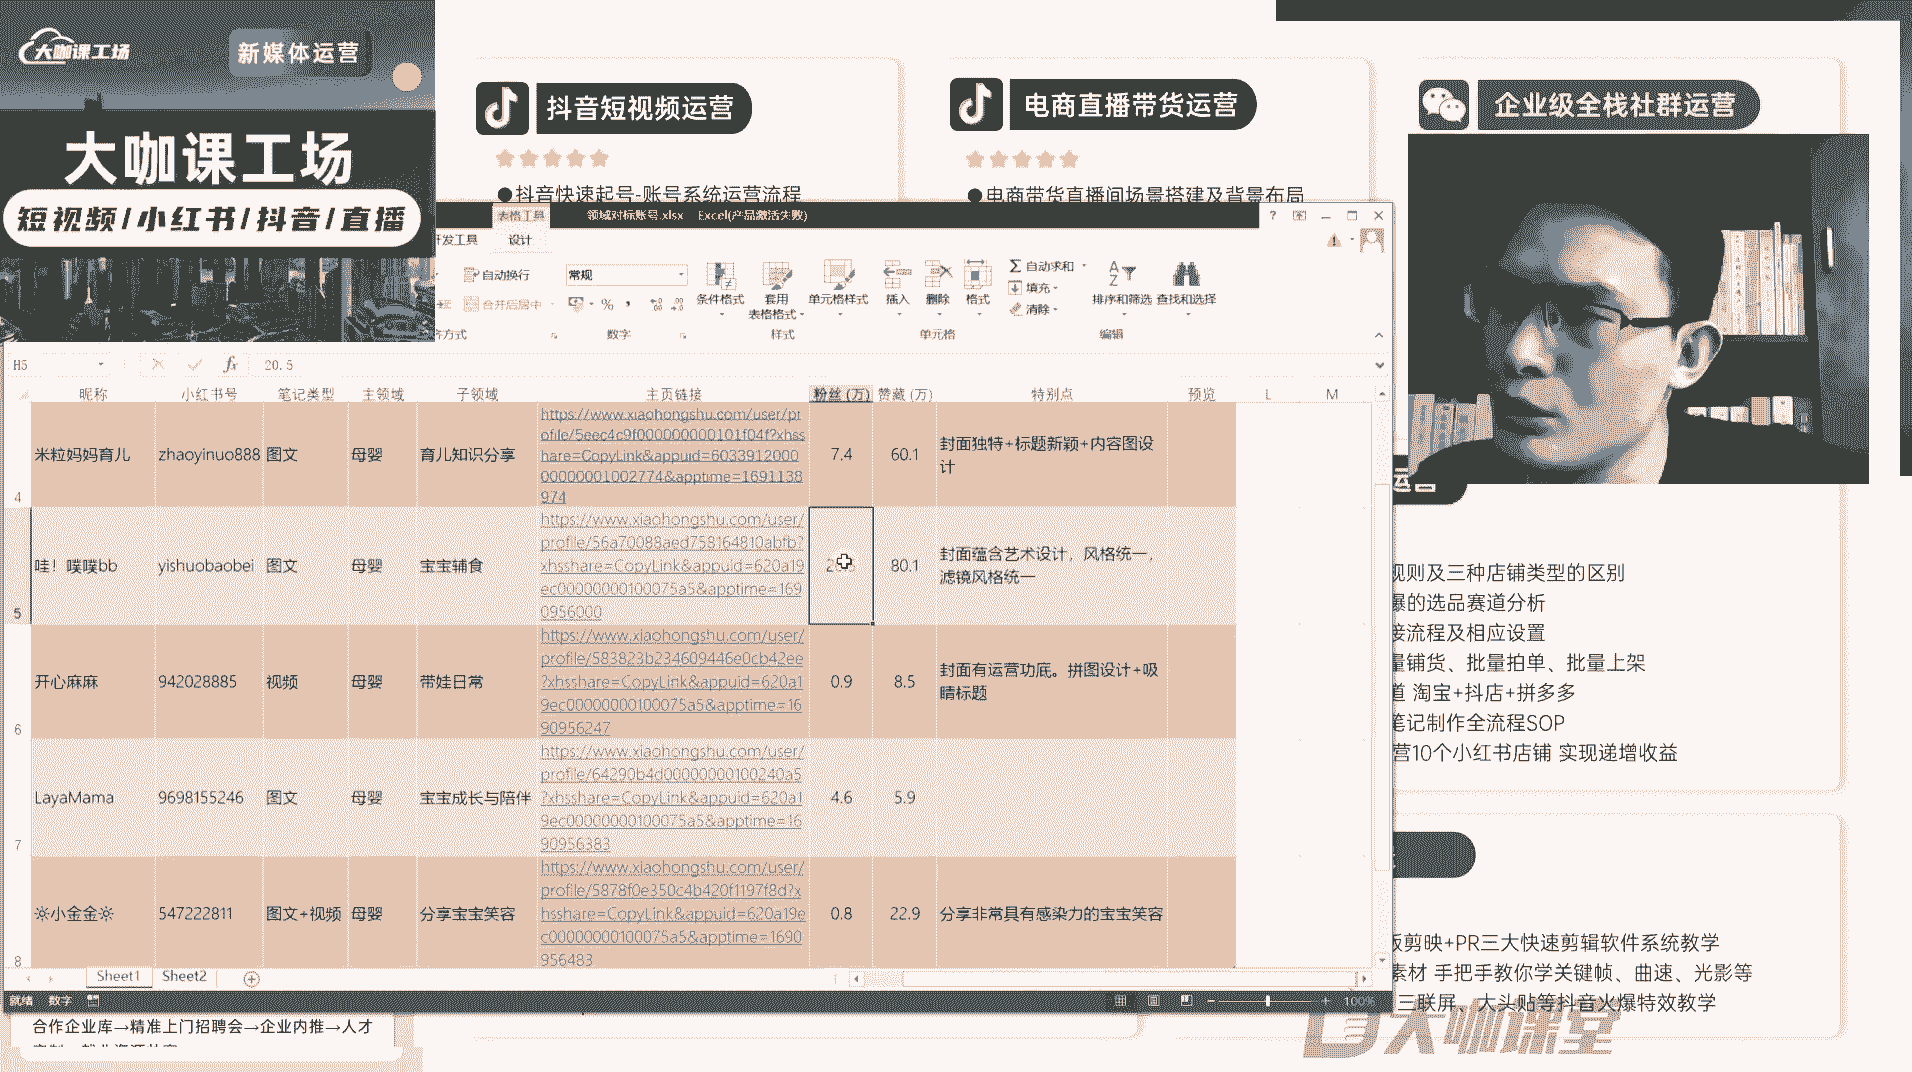 大咖课工场
新媒体运营
大咖课工场
短视频/小红书/抖音/直播
抖音短视频运营
●抖音快速起号-账号系统运营流程
电商直播带货运营
●电商带货直播间场景搭建及背景布局
企业级全栈社群运营
表格工具
领域对标账号.xlsx
Excel(产品激活失败)
开发工具
设计
自动换行
合并后居中
常规
条件格式
套用
表格格式
单元格样式
插入
删除
格式
自动求和
填充
清除
排序和筛选
查找和选择
数字
样式
单元格
编辑
H5
fx
20.5
昵称 小红书号 笔记类型 主领域 子领域 主页链接 粉丝 (万) 赞藏 (万) 特别点 预览 L M
4 米粒妈妈育儿 zhaoyinuo888 图文 母婴 育儿知识分享
https://www.xiaohongshu.com/user/pr
ofile/5eec4c9f000000000101f04f?xhss
hare=CopyLink&appuid=6033912000
00000001002774&apptime=1691138
974
7.4 60.1
封面独特+标题新颖+内容图设
计
5 哇！噗噗bb yishuobaobei 图文 母婴 宝宝辅食
https://www.xiaohongshu.com/user/
profile/56a70088aed758164810abfb?
xhsshare=CopyLink&appuid=620a19
ec00000000100075a5&apptime=169
0956000
80.1
封面蕴含艺术设计，风格统一，
滤镜风格统一
6 开心麻麻 942028885 视频 母婴 带娃日常
https://www.xiaohongshu.com/user/
profile/583823b234609446e0cb42ee
?xhsshare=CopyLink&appuid=620a1
9ec00000000100075a5&apptime=16
90956247
0.9 8.5
封面有运营功底。拼图设计+吸
睛标题
7 LayaMama 9698155246 图文 母婴 宝宝成长与陪伴
https://www.xiaohongshu.com/user/
profile/64290b4d00000000100240a5
?xhsshare=CopyLink&appuid=620a1
9ec00000000100075a5&apptime=16
90956383
4.6 5.9
8 ☼小金金☼ 547222811 图文+视频 母婴 分享宝宝笑容
https://www.xiaohongshu.com/user/
profile/5878f0e350c4b420f1197f8d?x
hsshare=CopyLink&appuid=620a19e
c00000000100075a5&apptime=1690
956483
0.8 22.9
分享非常具有感染力的宝宝笑容
Sheet1 Sheet2
就绪 数字
100%
合作企业库→精准上门招聘会→企业内推→人才
规则及三种店铺类型的区别
爆的选品赛道分析
接流程及相应设置
量铺货、批量拍单、批量上架
道 淘宝+抖店+拼多多
笔记制作全流程SOP
营10个小红书店铺 实现递增收益
版剪映+PR三大快速剪辑软件系统教学
素材 手把手教你学关键帧、曲速、光影等
三联屏、大头贴等抖音火爆特效教学
大咖课堂